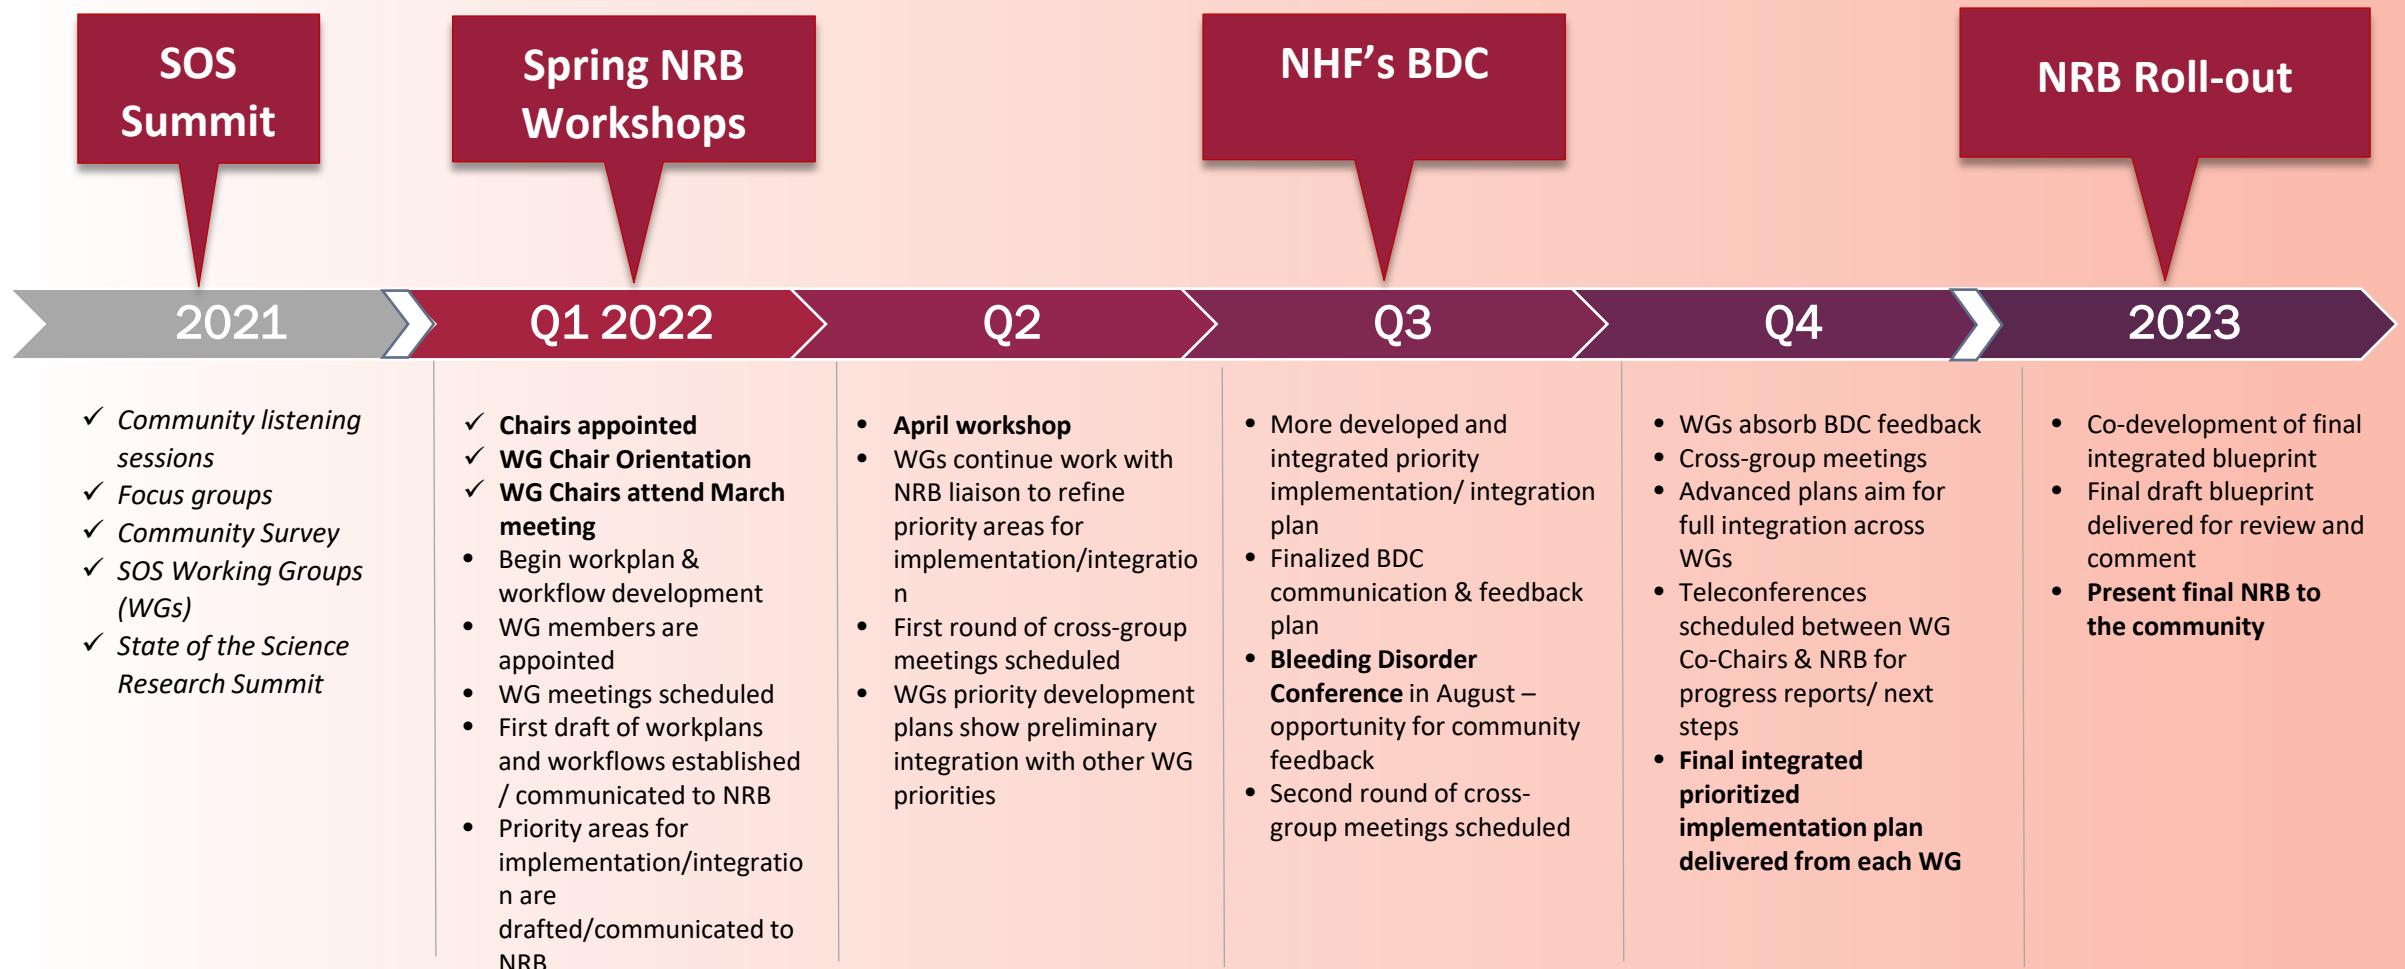 SOS
Summit
Spring NRB
Workshops
NHF's BDC
NRB Roll-out
2021
Q1 2022
Q2
Q3
Q4
2023
✓ Community listening
sessions
✓ Focus groups
✓ Community Survey
✓ SOS Working Groups
(WGs)
✓ State of the Science
Research Summit
✓ Chairs appointed
✓ WG Chair Orientation
✓ WG Chairs attend March
meeting
• Begin workplan &
workflow development
• WG members are
appointed
• WG meetings scheduled
• First draft of workplans
and workflows established
/ communicated to NRB
• Priority areas for
implementation/integratio
n are
drafted/communicated to
NRB
• April workshop
• WGs continue work with
NRB liaison to refine
priority areas for
implementation/integratio
n
• First round of cross-group
meetings scheduled
• WGs priority development
plans show preliminary
integration with other WG
priorities
• More developed and
integrated priority
implementation/ integration
plan
• Finalized BDC
communication & feedback
plan
• Bleeding Disorder
Conference in August –
opportunity for community
feedback
• Second round of cross-
group meetings scheduled
• WGs absorb BDC feedback
• Cross-group meetings
• Advanced plans aim for
full integration across
WGs
• Teleconferences
scheduled between WG
Co-Chairs & NRB for
progress reports/ next
steps
• Final integrated
prioritized
implementation plan
delivered from each WG
• Co-development of final
integrated blueprint
• Final draft blueprint
delivered for review and
comment
• Present final NRB to
the community